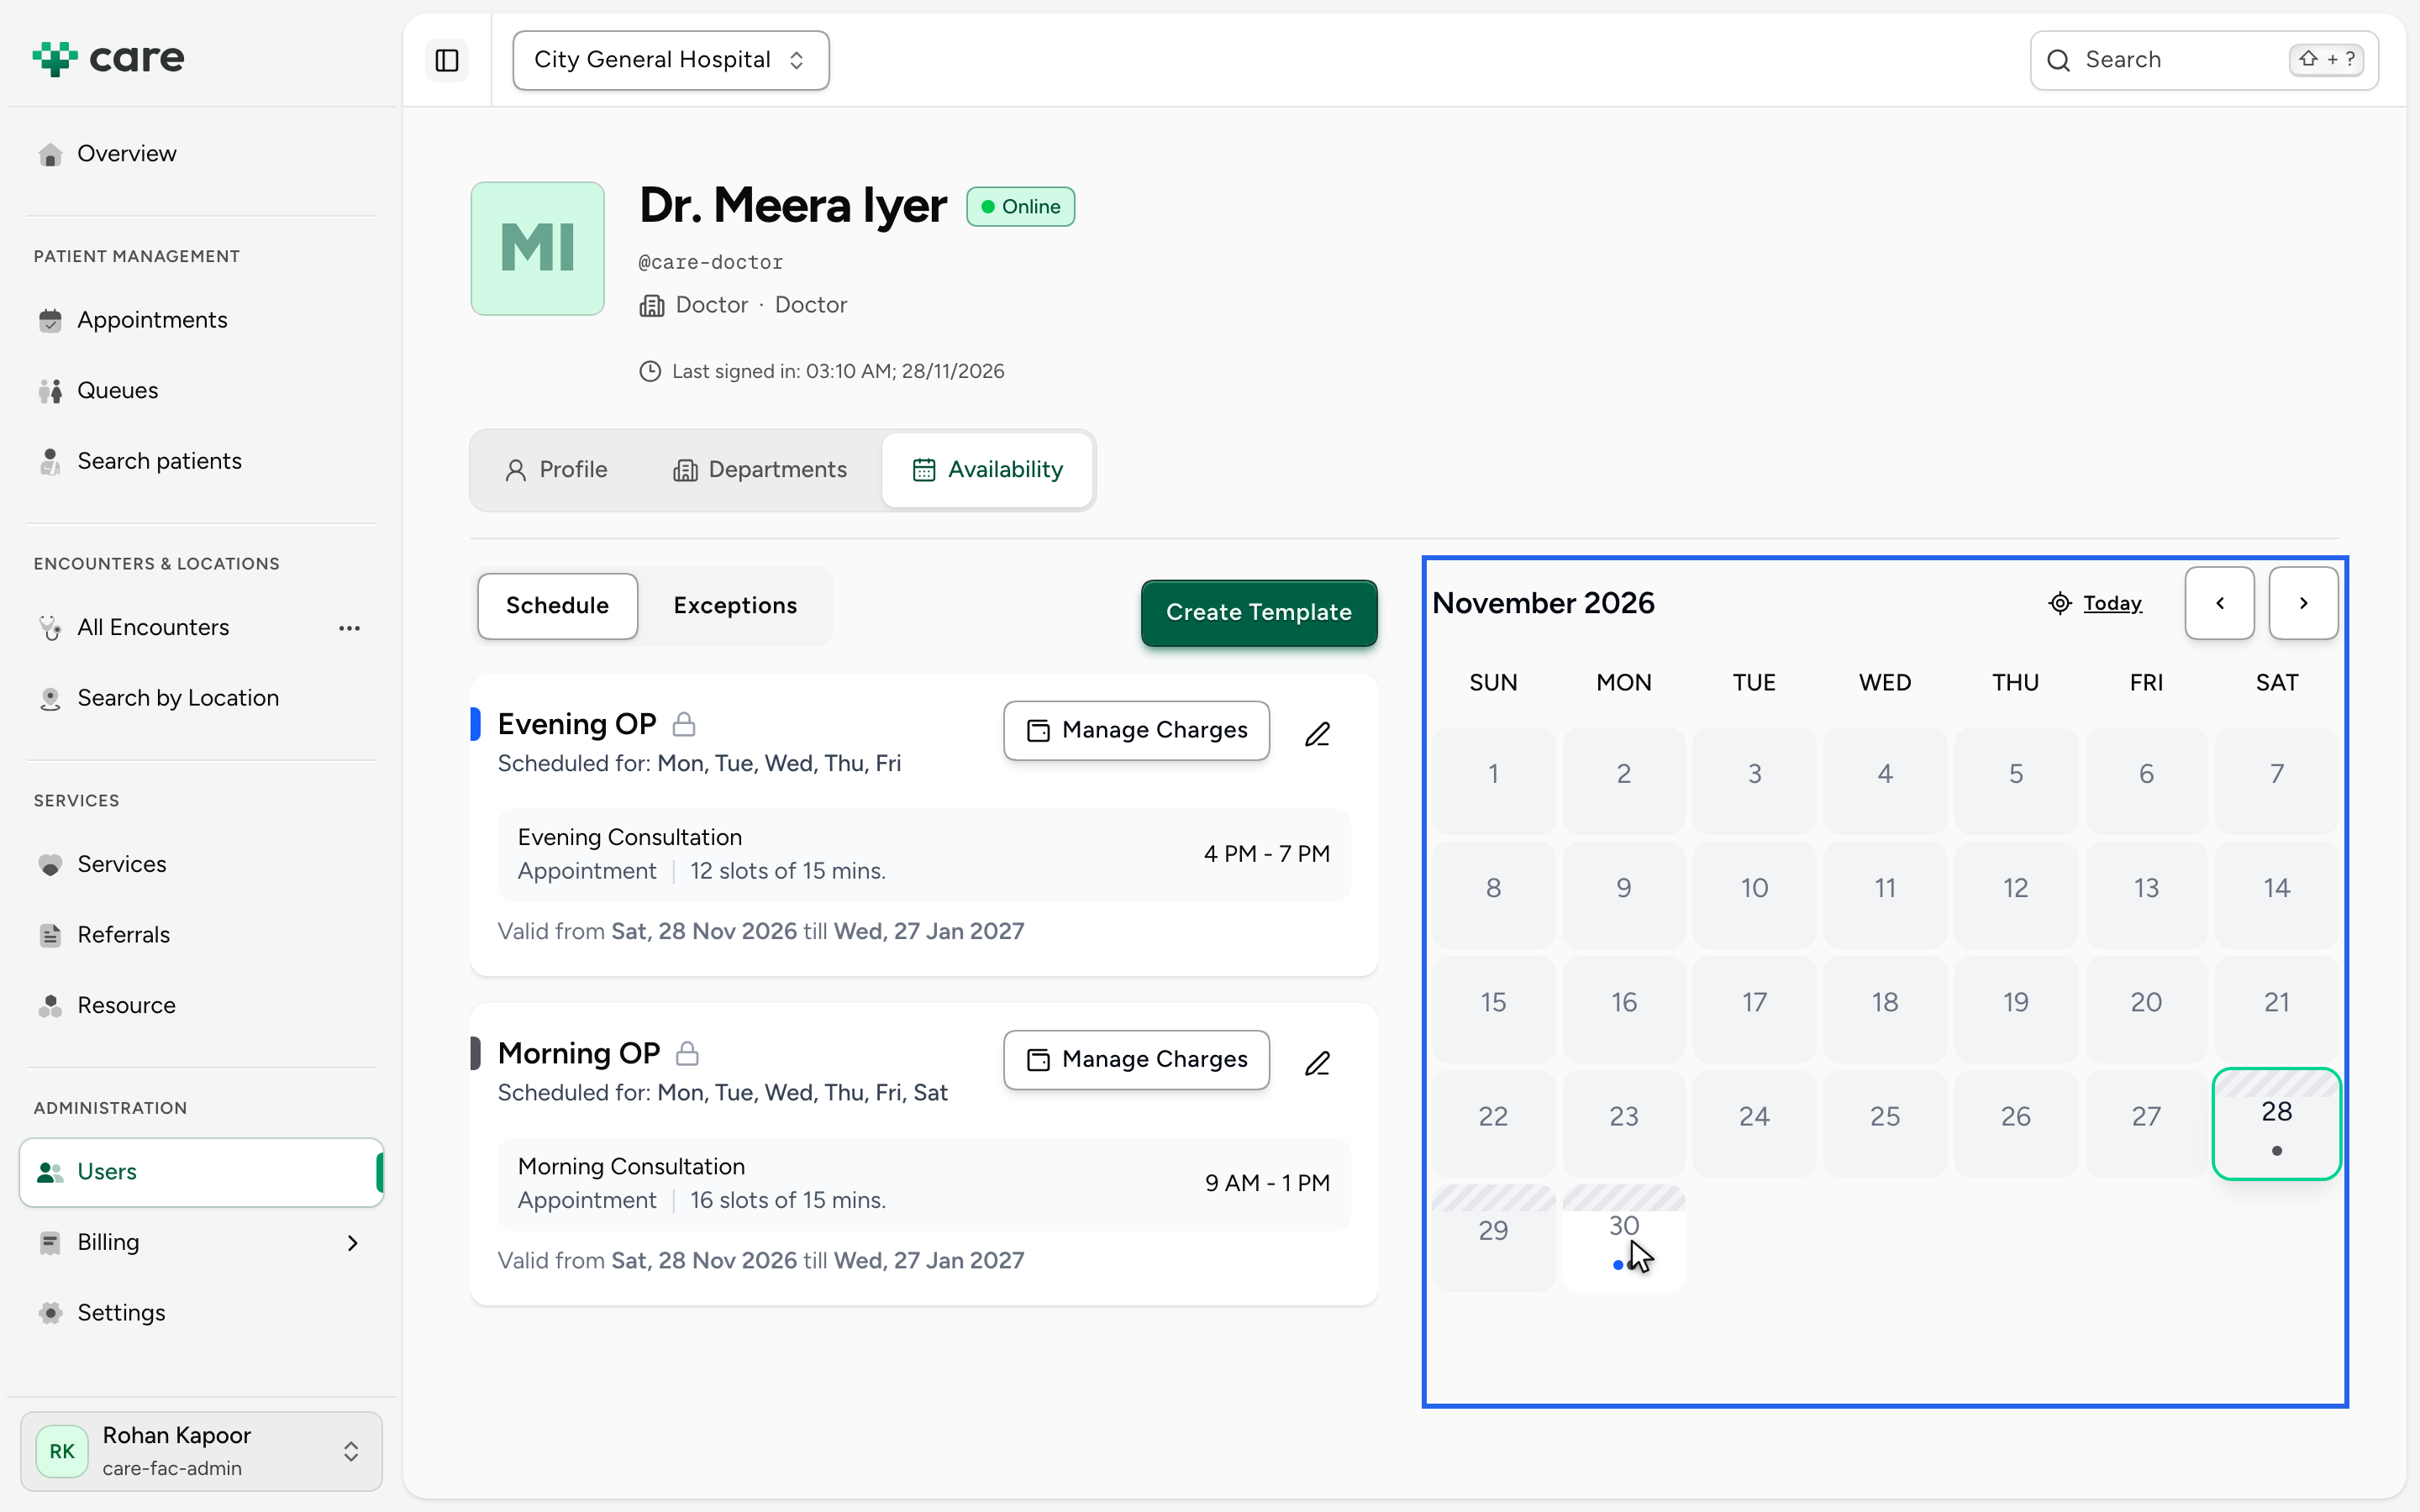 care
City General Hospital
Search
+ ?
Overview
PATIENT MANAGEMENT
Appointments
Queues
Search patients
ENCOUNTERS & LOCATIONS
All Encounters
Search by Location
SERVICES
Services
Referrals
Resource
ADMINISTRATION
Users
Billing
Settings
RK
Rohan Kapoor
care-fac-admin
MI
Dr. Meera Iyer
Online
@care-doctor
Doctor · Doctor
Last signed in: 03:10 AM; 28/11/2026
Profile
Departments
Availability
Schedule
Exceptions
Create Template
Evening OP
Manage Charges
Scheduled for: Mon, Tue, Wed, Thu, Fri
Evening Consultation
Appointment | 12 slots of 15 mins.
4 PM - 7 PM
Valid from Sat, 28 Nov 2026 till Wed, 27 Jan 2027
Morning OP
Manage Charges
Scheduled for: Mon, Tue, Wed, Thu, Fri, Sat
Morning Consultation
Appointment | 16 slots of 15 mins.
9 AM - 1 PM
Valid from Sat, 28 Nov 2026 till Wed, 27 Jan 2027
November 2026
Today
SUN MON TUE WED THU FRI SAT
1 2 3 4 5 6 7
8 9 10 11 12 13 14
15 16 17 18 19 20 21
22 23 24 25 26 27 28
29 30